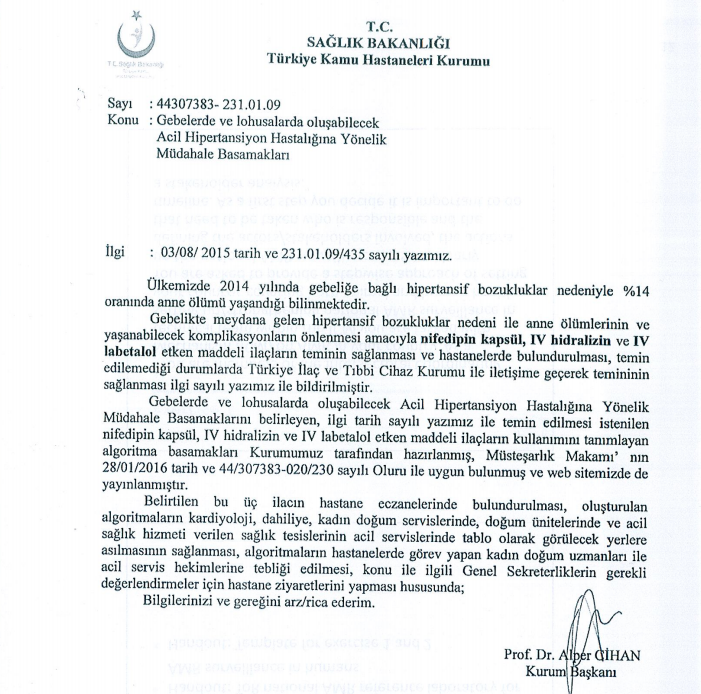 T.C.
SAĞLIK BAKANLIĞI
Türkiye Kamu Hastaneleri Kurumu
T.C. Sağlık Bakanlığı
Sayı : 44307383- 231.01.09
Konu : Gebelerde ve lohusalarda oluşabilecek
Acil Hipertansiyon Hastalığına Yönelik
Müdahale Basamakları
İlgi : 03/08/ 2015 tarih ve 231.01.09/435 sayılı yazımız.
Ülkemizde 2014 yılında gebeliğe bağlı hipertansif bozukluklar nedeniyle %14
oranında anne ölümü yaşandığı bilinmektedir.
Gebelikte meydana gelen hipertansif bozukluklar nedeni ile anne ölümlerinin ve
yaşanabilecek komplikasyonların önlenmesi amacıyla nifedipin kapsül, IV hidralizin ve IV
labetalol etken maddeli ilaçların teminin sağlanması ve hastanelerde bulundurulması, temin
edilemediği durumlarda Türkiye İlaç ve Tıbbi Cihaz Kurumu ile iletişime geçerek temininin
sağlanması ilgi sayılı yazımız ile bildirilmiştir.
Gebelerde ve lohusalarda oluşabilecek Acil Hipertansiyon Hastalığına Yönelik
Müdahale Basamaklarını belirleyen, ilgi tarih sayılı yazımız ile temin edilmesi istenilen
nifedipin kapsül, IV hidralizin ve IV labetalol etken maddeli ilaçların kullanımını tanımlayan
algoritma basamakları Kurumumuz tarafından hazırlanmış, Müsteşarlık Makamı' nın
28/01/2016 tarih ve 44/307383-020/230 sayılı Oluru ile uygun bulunmuş ve web sitemizde de
yayınlanmıştır.
Belirtilen bu üç ilacın hastane eczanelerinde bulundurulması, oluşturulan
algoritmaların kardiyoloji, dahiliye, kadın doğum servislerinde, doğum ünitelerinde ve acil
sağlık hizmeti verilen sağlık tesislerinin acil servislerinde tablo olarak görülecek yerlere
asılmasının sağlanması, algoritmaların hastanelerde görev yapan kadın doğum uzmanları ile
acil servis hekimlerine tebliği edilmesi, konu ile ilgili Genel Sekreterliklerin gerekli
değerlendirmeler için hastane ziyaretlerini yapması hususunda;
Bilgilerinizi ve gereğini arz/rica ederim.
Prof. Dr. Alper CİHAN
Kurum Başkanı